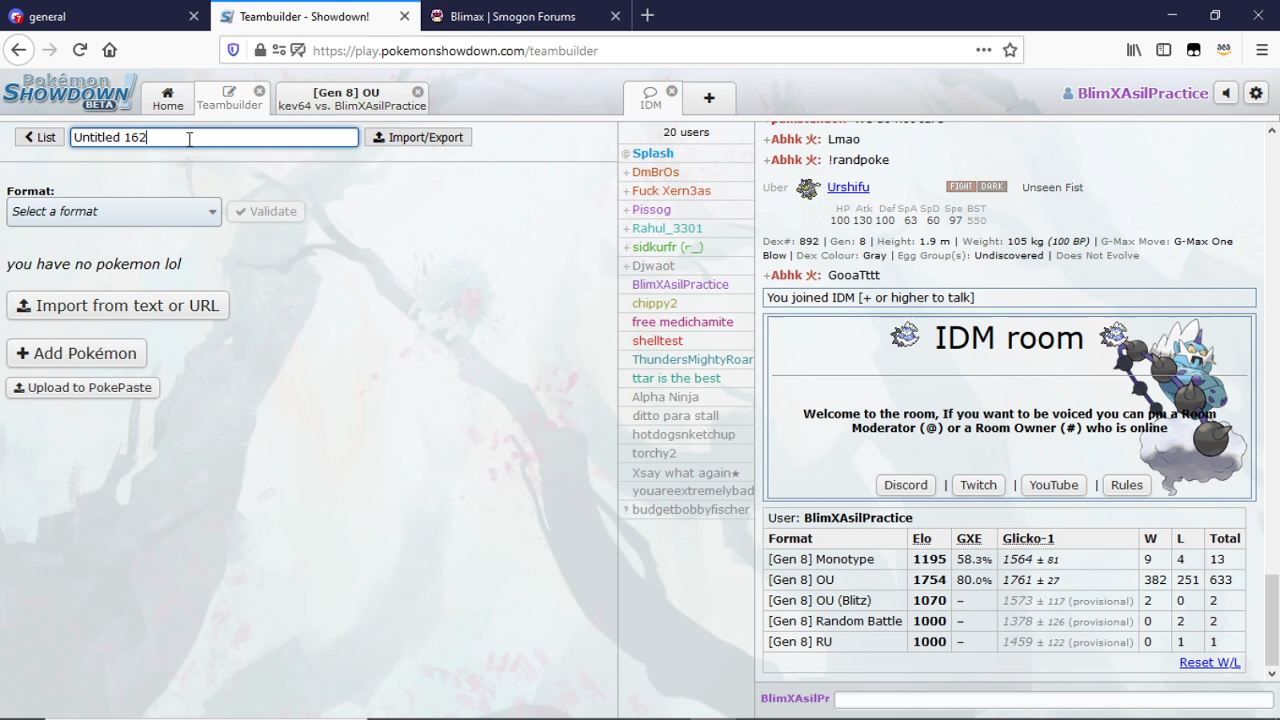 general
Teambuilder - Showdown!
Blimax | Smogon Forums
https://play.pokemonshowdown.com/teambuilder
Pokémon
SHOWDOWN
BETA
Home
Teambuilder
[Gen 8] OU
kev64 vs. BlimXAsilPractice
IDM
BlimXAsilPractice
List
Untitled 162
Import/Export
Format:
Select a format
Validate
you have no pokemon lol
Import from text or URL
Add Pokémon
Upload to PokePaste
20 users
@ Splash
+ DmBrOs
+ Fuck Xern3as
+ Pissog
+ Rahul_3301
+ sidkurfr (⌐_)
+ Djwaot
BlimXAsilPractice
chippy2
free medichamite
shelltest
ThundersMightyRoar
ttar is the best
Alpha Ninja
ditto para stall
hotdogsnketchup
torchy2
Xsay what again★
youareextremelybad
? budgetbobbyfischer
+Abhk 火: Lmao
+Abhk 火: !randpoke
Uber Urshifu FIGHT DARK Unseen Fist
HP Atk Def SpA SpD Spe BST
100 130 100 63 60 97 550
Dex#: 892 | Gen: 8 | Height: 1.9 m | Weight: 105 kg (100 BP) | G-Max Move: G-Max One
Blow | Dex Colour: Gray | Egg Group(s): Undiscovered | Does Not Evolve
+Abhk 火: GooaTttt
You joined IDM [+ or higher to talk]
IDM room
Welcome to the room, If you want to be voiced you can pm a Room
Moderator (@) or a Room Owner (#) who is online
Discord | Twitch | YouTube | Rules
User: BlimXAsilPractice
Format Elo GXE Glicko-1 W L Total
[Gen 8] Monotype 1195 58.3% 1564 ± 81 9 4 13
[Gen 8] OU 1754 80.0% 1761 ± 27 382 251 633
[Gen 8] OU (Blitz) 1070 – 1573 ± 117 (provisional) 2 0 2
[Gen 8] Random Battle 1000 – 1378 ± 126 (provisional) 0 2 2
[Gen 8] RU 1000 – 1459 ± 122 (provisional) 0 1 1
Reset W/L
BlimXAsilPr